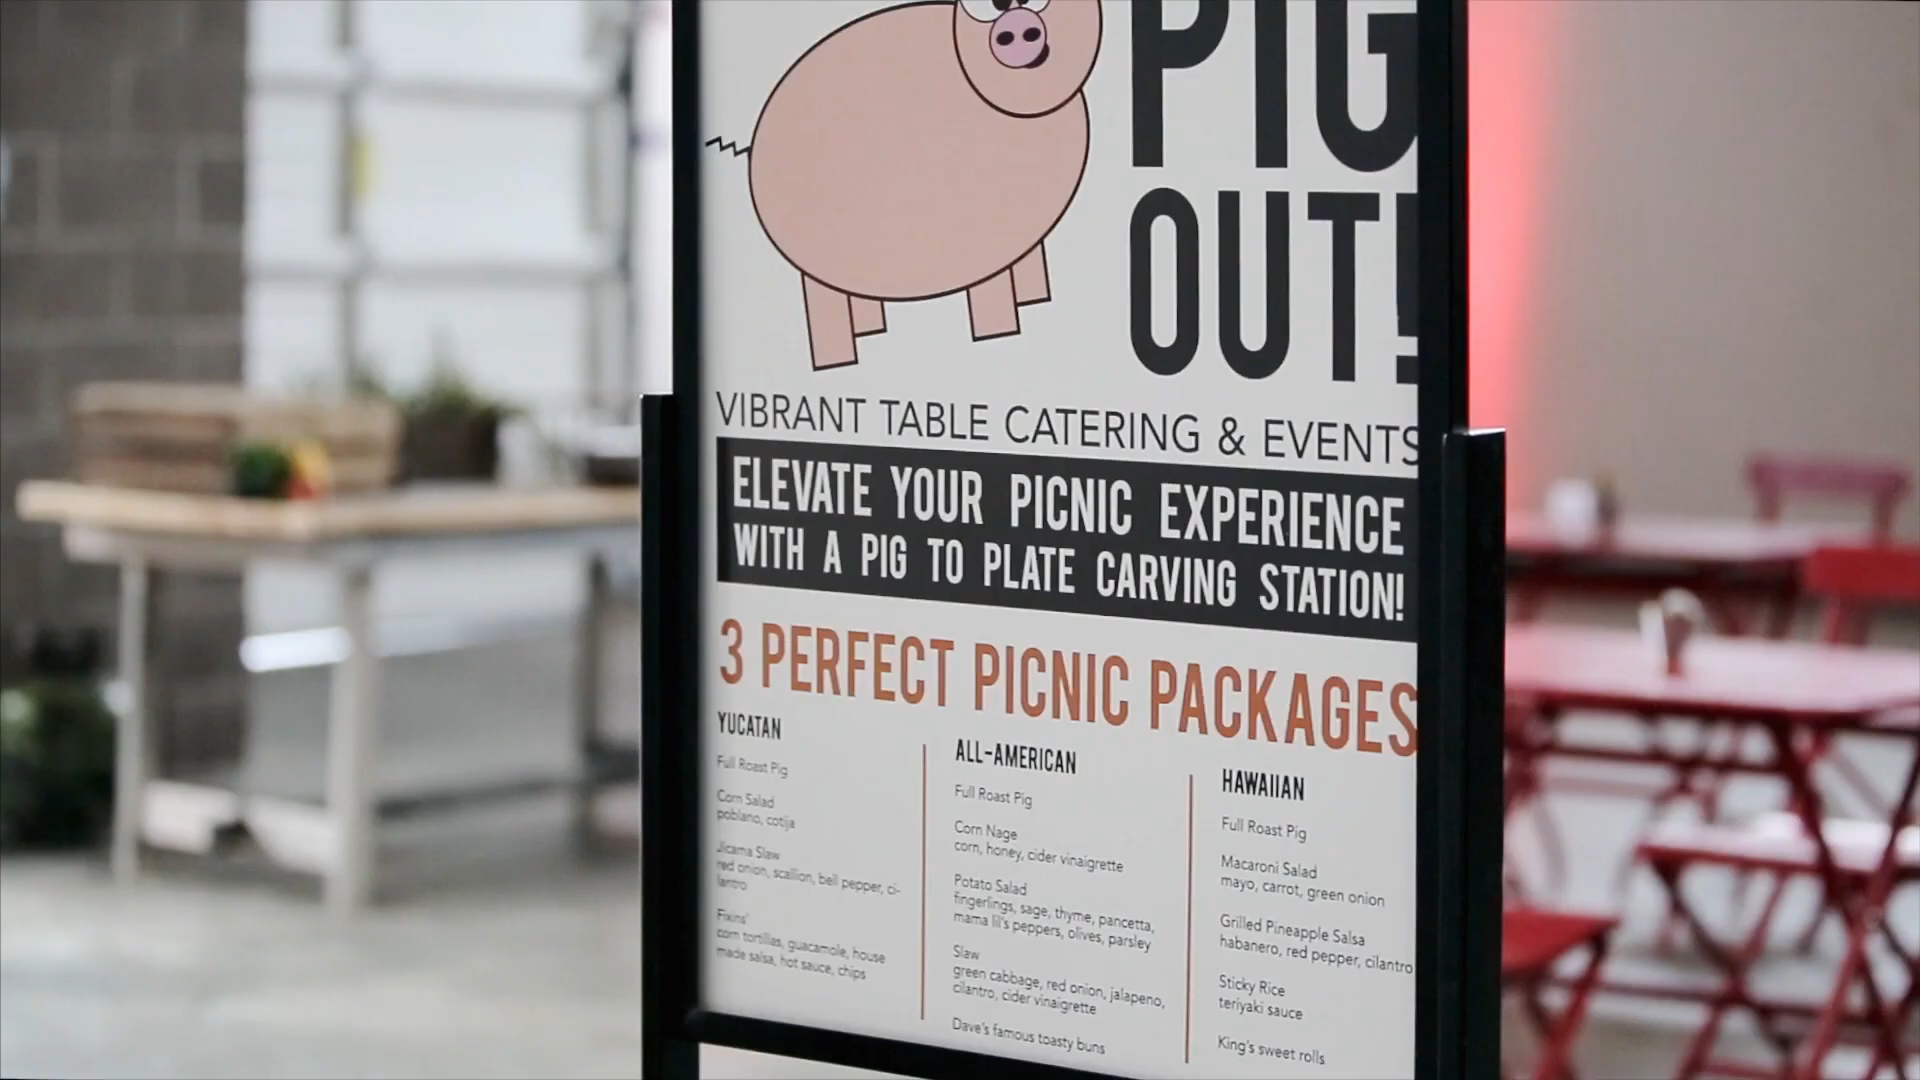 PIG
OUT!
VIBRANT TABLE CATERING & EVENTS
ELEVATE YOUR PICNIC EXPERIENCE
WITH A PIG TO PLATE CARVING STATION!
3 PERFECT PICNIC PACKAGES
YUCATAN
Full Roast Pig
Corn Salad
poblano, cotija
Jicama Slaw
red onion, scallion, bell pepper, ci-
lantro
Fixins'
corn tortillas, guacamole, house
made salsa, hot sauce, chips
ALL-AMERICAN
Full Roast Pig
Corn Nage
corn, honey, cider vinaigrette
Potato Salad
fingerlings, sage, thyme, pancetta,
mama lil's peppers, olives, parsley
Slaw
green cabbage, red onion, jalapeno,
cilantro, cider vinaigrette
Dave's famous toasty buns
HAWAIIAN
Full Roast Pig
Macaroni Salad
mayo, carrot, green onion
Grilled Pineapple Salsa
habanero, red pepper, cilantro
Sticky Rice
teriyaki sauce
King's sweet rolls